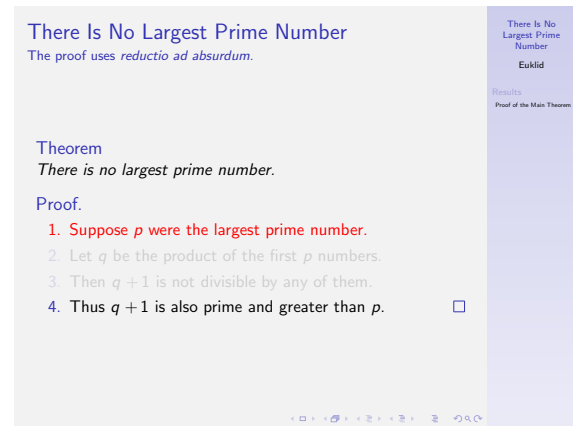 There Is No Largest Prime Number
The proof uses reductio ad absurdum.
Theorem
There is no largest prime number.
Proof.
1. Suppose p were the largest prime number.
2. Let q be the product of the first p numbers.
3. Then q + 1 is not divisible by any of them.
4. Thus q + 1 is also prime and greater than p.
There Is No
Largest Prime
Number
Euklid
Results
Proof of the Main Theorem